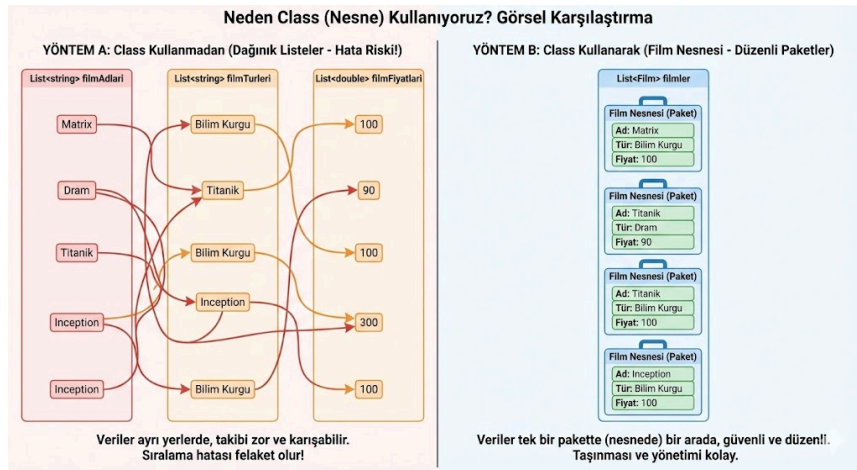 Neden Class (Nesne) Kullanıyoruz? Görsel Karşılaştırma
YÖNTEM A: Class Kullanmadan (Dağınık Listeler - Hata Riski!)
List<string> filmAdlari
Matrix
Dram
Titanik
Inception
Inception
List<string> filmTurleri
Bilim Kurgu
Titanik
Bilim Kurgu
Inception
Bilim Kurgu
List<double> filmFiyatlari
100
90
100
300
100
Veriler ayrı yerlerde, takibi zor ve karışabilir.
Sıralama hatası felaket olur!
YÖNTEM B: Class Kullanarak (Film Nesnesi - Düzenli Paketler)
List<Film> filmler
Film Nesnesi (Paket)
Ad: Matrix
Tür: Bilim Kurgu
Fiyat: 100
Film Nesnesi (Paket)
Ad: Titanik
Tür: Dram
Fiyat: 90
Film Nesnesi (Paket)
Ad: Titanik
Tür: Bilim Kurgu
Fiyat: 100
Film Nesnesi (Paket)
Ad: Inception
Tür: Bilim Kurgu
Fiyat: 100
Veriler tek bir pakette (nesnede) bir arada, güvenli ve düzenli.
Taşınması ve yönetimi kolay.